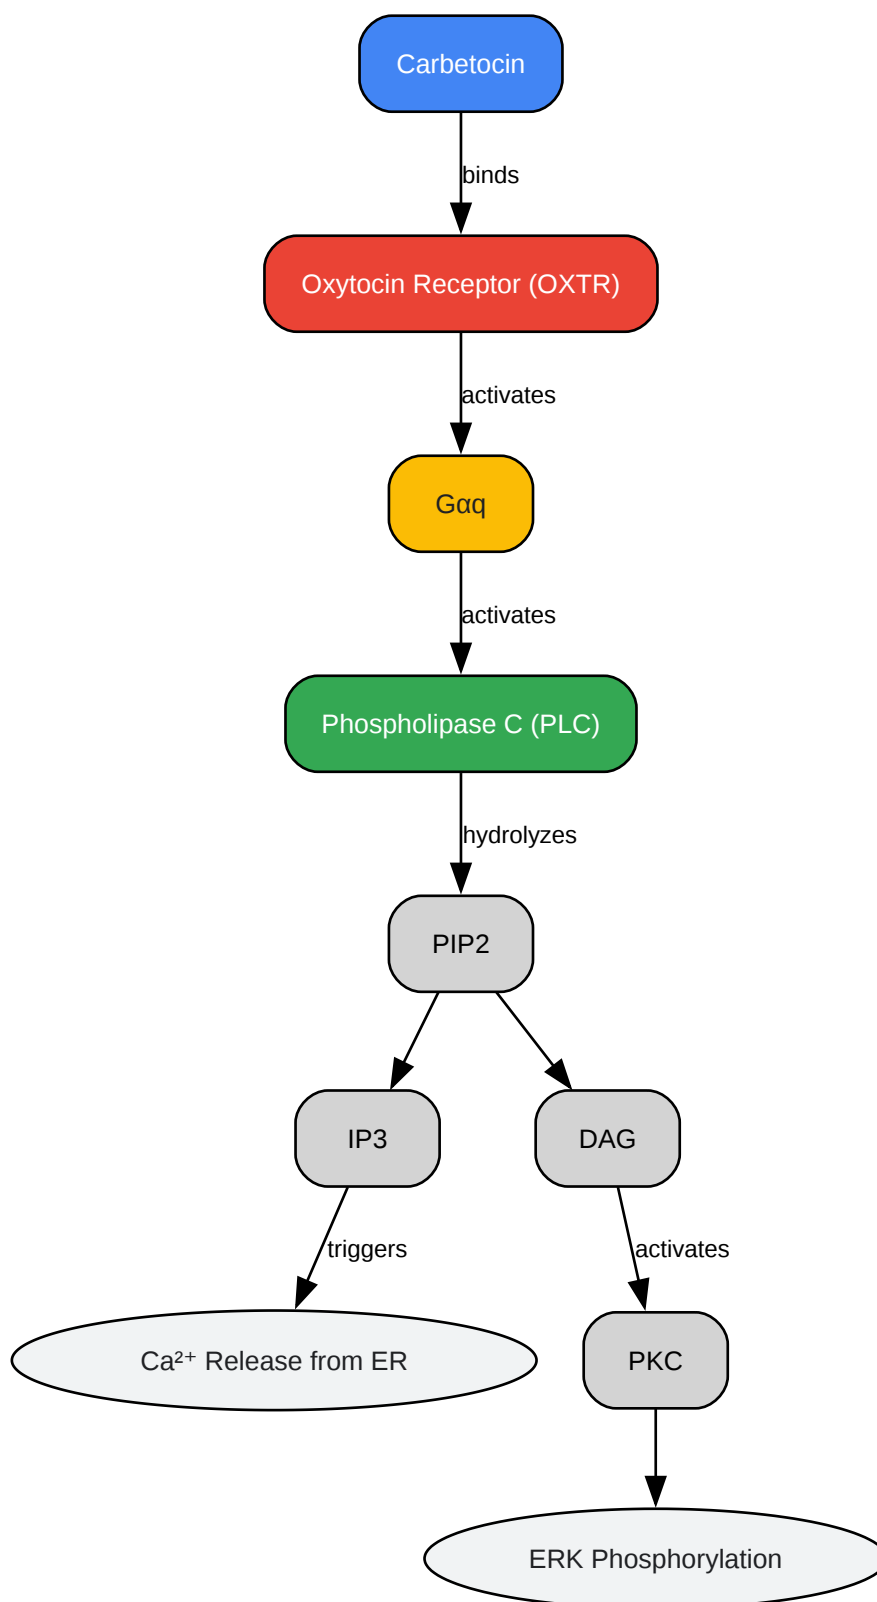 Carbetocin
binds
Oxytocin Receptor (OXTR)
activates
Gαq
activates
Phospholipase C (PLC)
hydrolyzes
PIP2
IP3
DAG
triggers
activates
Ca²⁺ Release from ER
PKC
ERK Phosphorylation